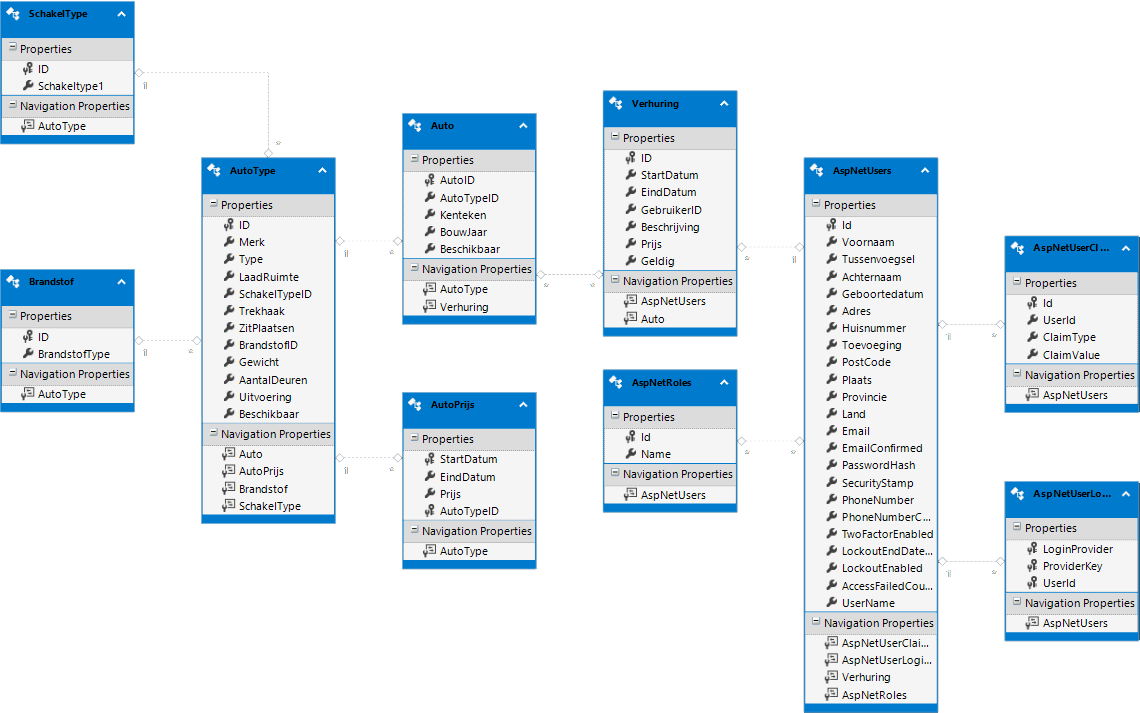 SchakelType
Properties
ID
Schakeltype1
Navigation Properties
AutoType
Brandstof
Properties
ID
BrandstofType
Navigation Properties
AutoType
AutoType
Properties
ID
Merk
Type
LaadRuimte
SchakelTypeID
Trekhaak
ZitPlaatsen
BrandstofID
Gewicht
AantalDeuren
Uitvoering
Beschikbaar
Navigation Properties
Auto
AutoPrijs
Brandstof
SchakelType
Auto
Properties
AutoID
AutoTypeID
Kenteken
BouwJaar
Beschikbaar
Navigation Properties
AutoType
Verhuring
AutoPrijs
Properties
StartDatum
EindDatum
Prijs
AutoTypeID
Navigation Properties
AutoType
Verhuring
Properties
ID
StartDatum
EindDatum
GebruikerID
Beschrijving
Prijs
Geldig
Navigation Properties
AspNetUsers
Auto
AspNetRoles
Properties
Id
Name
Navigation Properties
AspNetUsers
AspNetUsers
Properties
Id
Voornaam
Tussenvoegsel
Achternaam
Geboortedatum
Adres
Huisnummer
Toevoeging
PostCode
Plaats
Provincie
Land
Email
EmailConfirmed
PasswordHash
SecurityStamp
PhoneNumber
PhoneNumberC...
TwoFactorEnabled
LockoutEndDate...
LockoutEnabled
AccessFailedCou...
UserName
Navigation Properties
AspNetUserClai...
AspNetUserLogi...
Verhuring
AspNetRoles
AspNetUserCl...
Properties
Id
UserId
ClaimType
ClaimValue
Navigation Properties
AspNetUsers
AspNetUserLo...
Properties
LoginProvider
ProviderKey
UserId
Navigation Properties
AspNetUsers